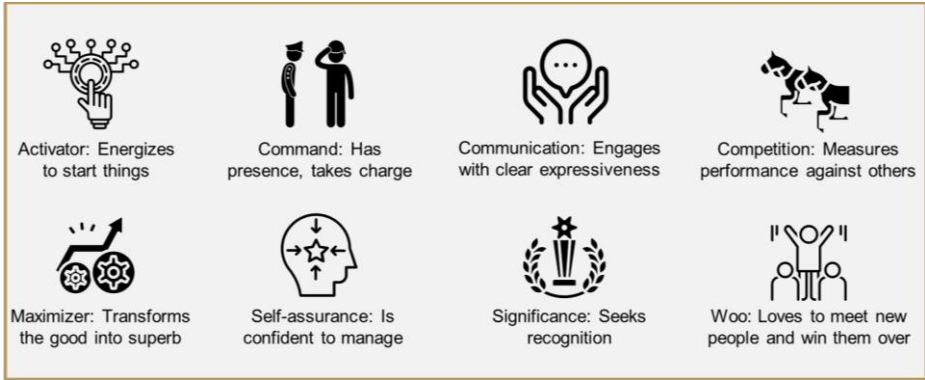 Activator: Energizes
to start things
Command: Has
presence, takes charge
Communication: Engages
with clear expressiveness
Competition: Measures
performance against others
Maximizer: Transforms
the good into superb
Self-assurance: Is
confident to manage
Significance: Seeks
recognition
Woo: Loves to meet new
people and win them over